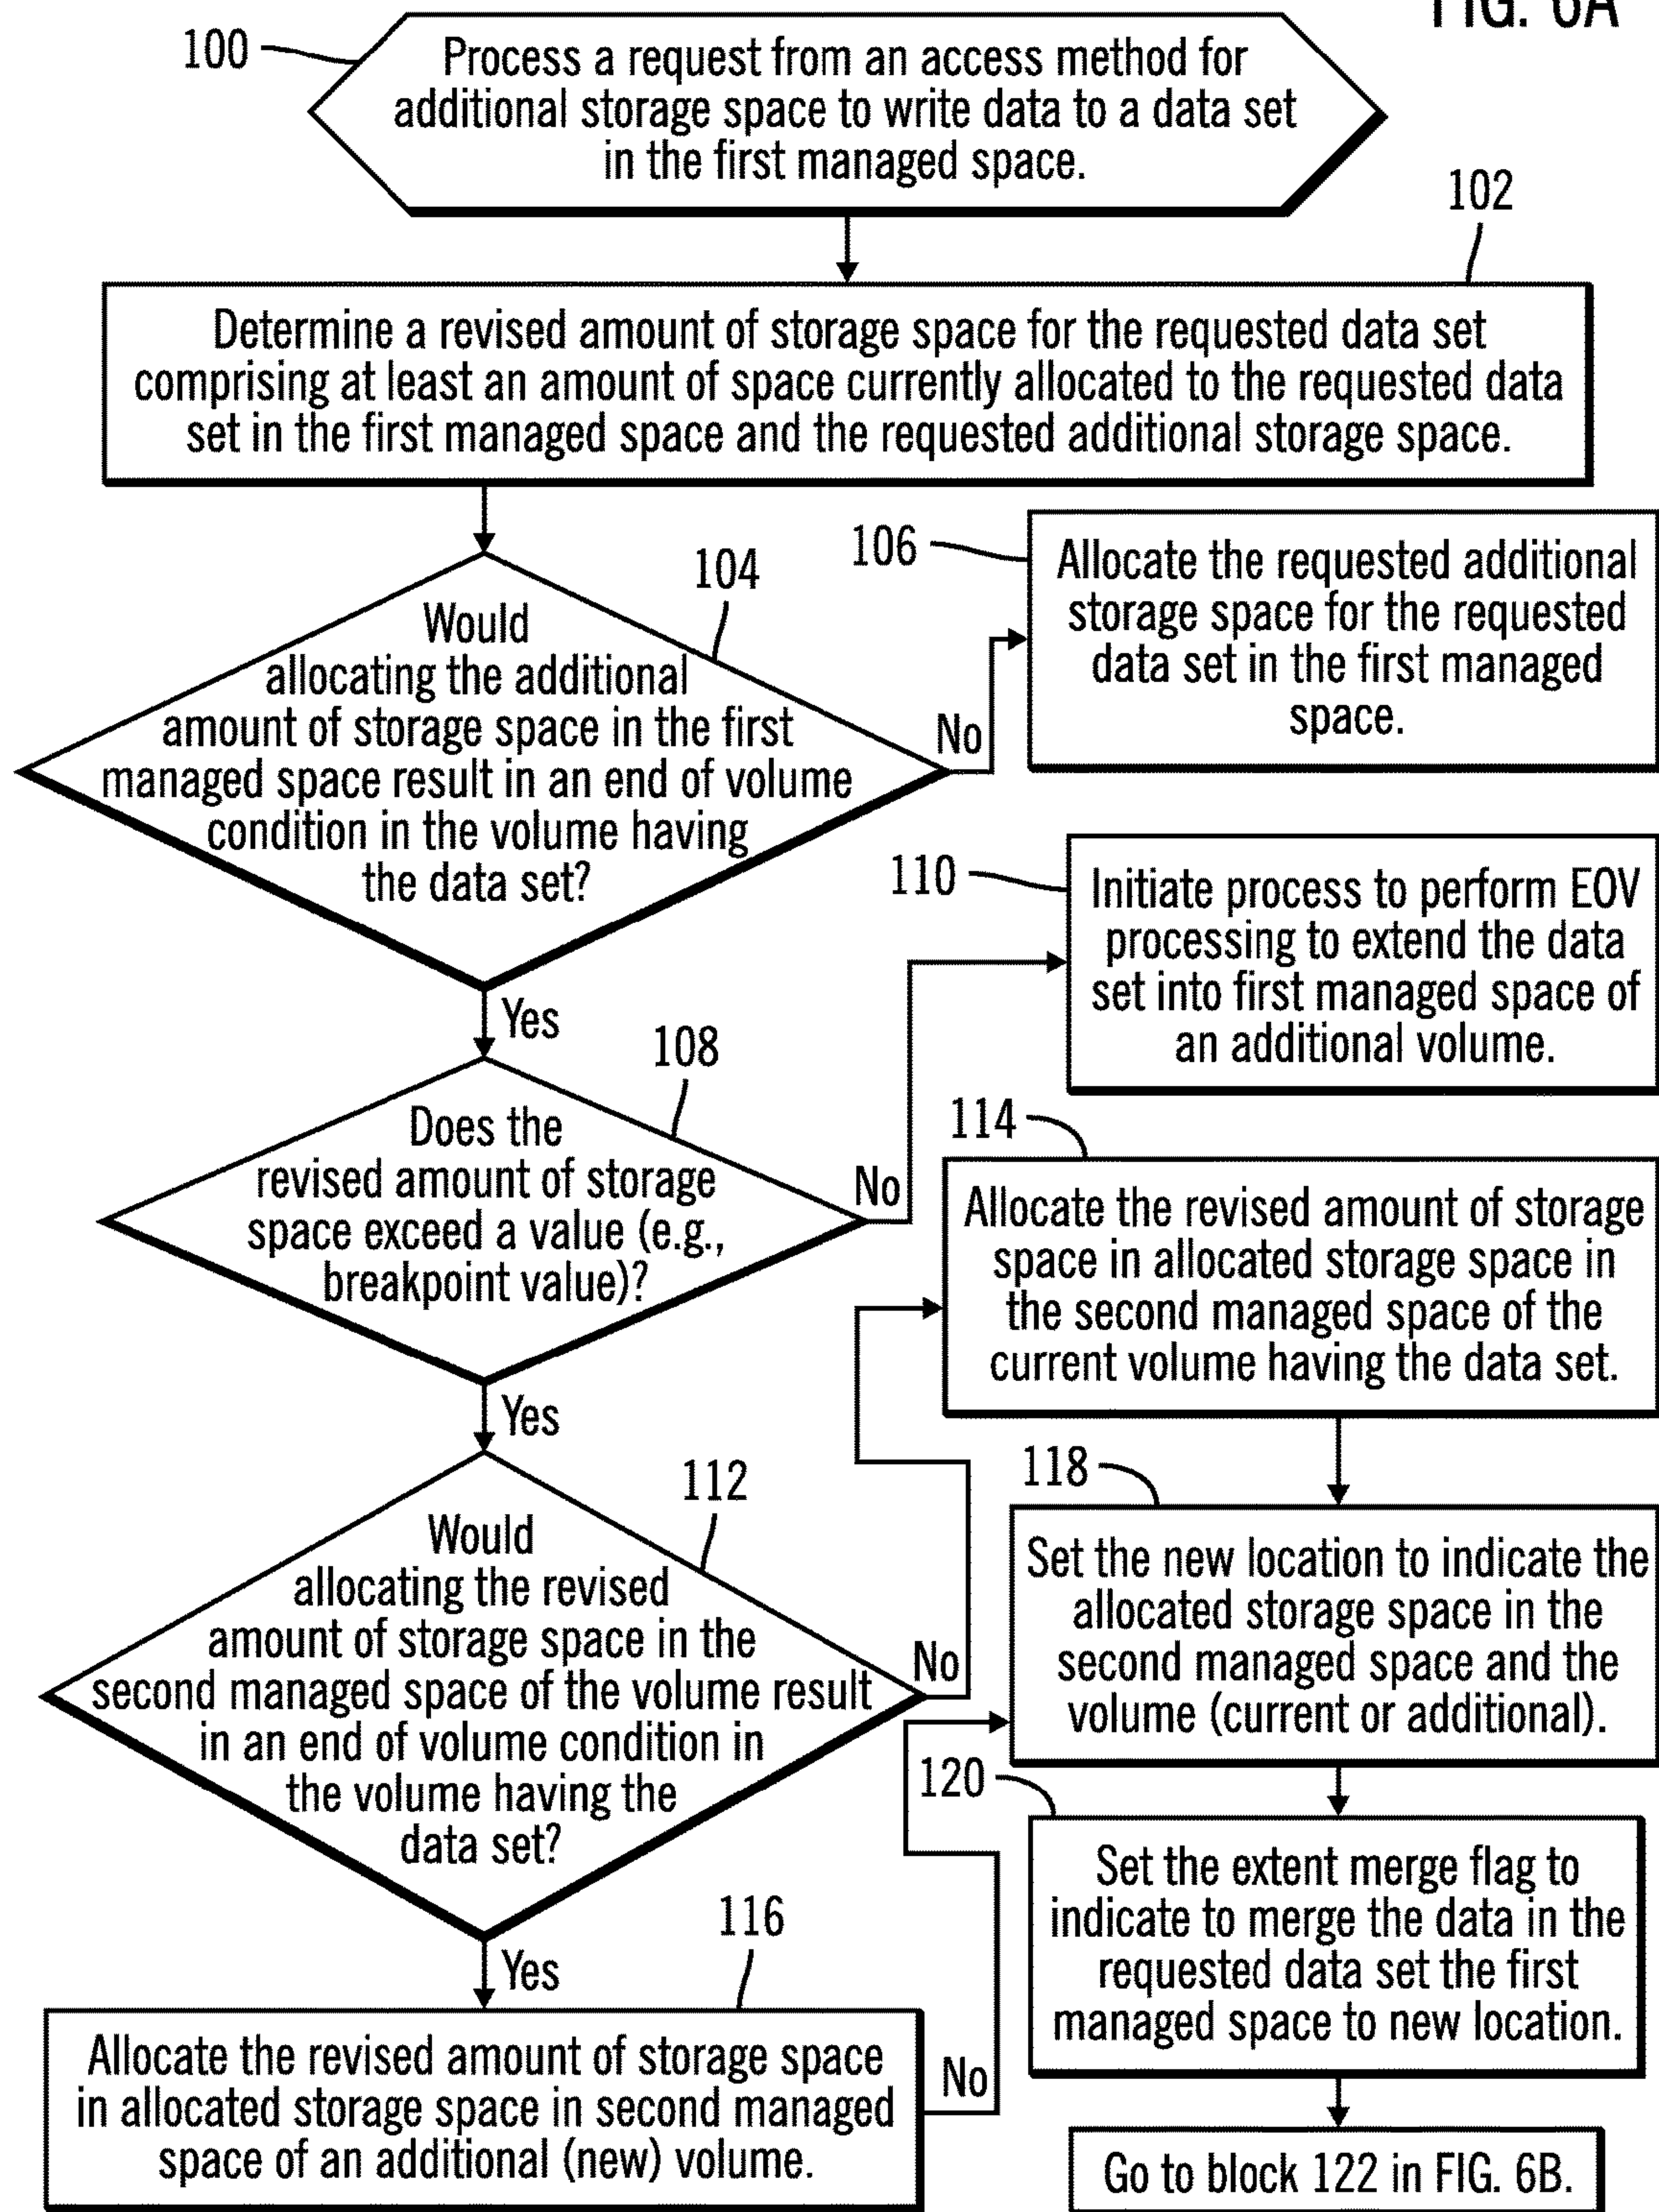 FIG. 6A
100
Process a request from an access method for
additional storage space to write data to a data set
in the first managed space.
102
Determine a revised amount of storage space for the requested data set
comprising at least an amount of space currently allocated to the requested data
set in the first managed space and the requested additional storage space.
104
Would
allocating the additional
amount of storage space in the first
managed space result in an end of volume
condition in the volume having
the data set?
No
106
Allocate the requested additional
storage space for the requested
data set in the first managed
space.
Yes
108
Does the
revised amount of storage
space exceed a value (e.g.,
breakpoint value)?
No
110
Initiate process to perform EOV
processing to extend the data
set into first managed space of
an additional volume.
Yes
112
Would
allocating the revised
amount of storage space in the
second managed space of the volume result
in an end of volume condition in
the volume having the
data set?
No
114
Allocate the revised amount of storage
space in allocated storage space in
the second managed space of the
current volume having the data set.
Yes
116
Allocate the revised amount of storage space
in allocated storage space in second managed
space of an additional (new) volume.
No
118
Set the new location to indicate the
allocated storage space in the
second managed space and the
volume (current or additional).
120
Set the extent merge flag to
indicate to merge the data in the
requested data set the first
managed space to new location.
Go to block 122 in FIG. 6B.